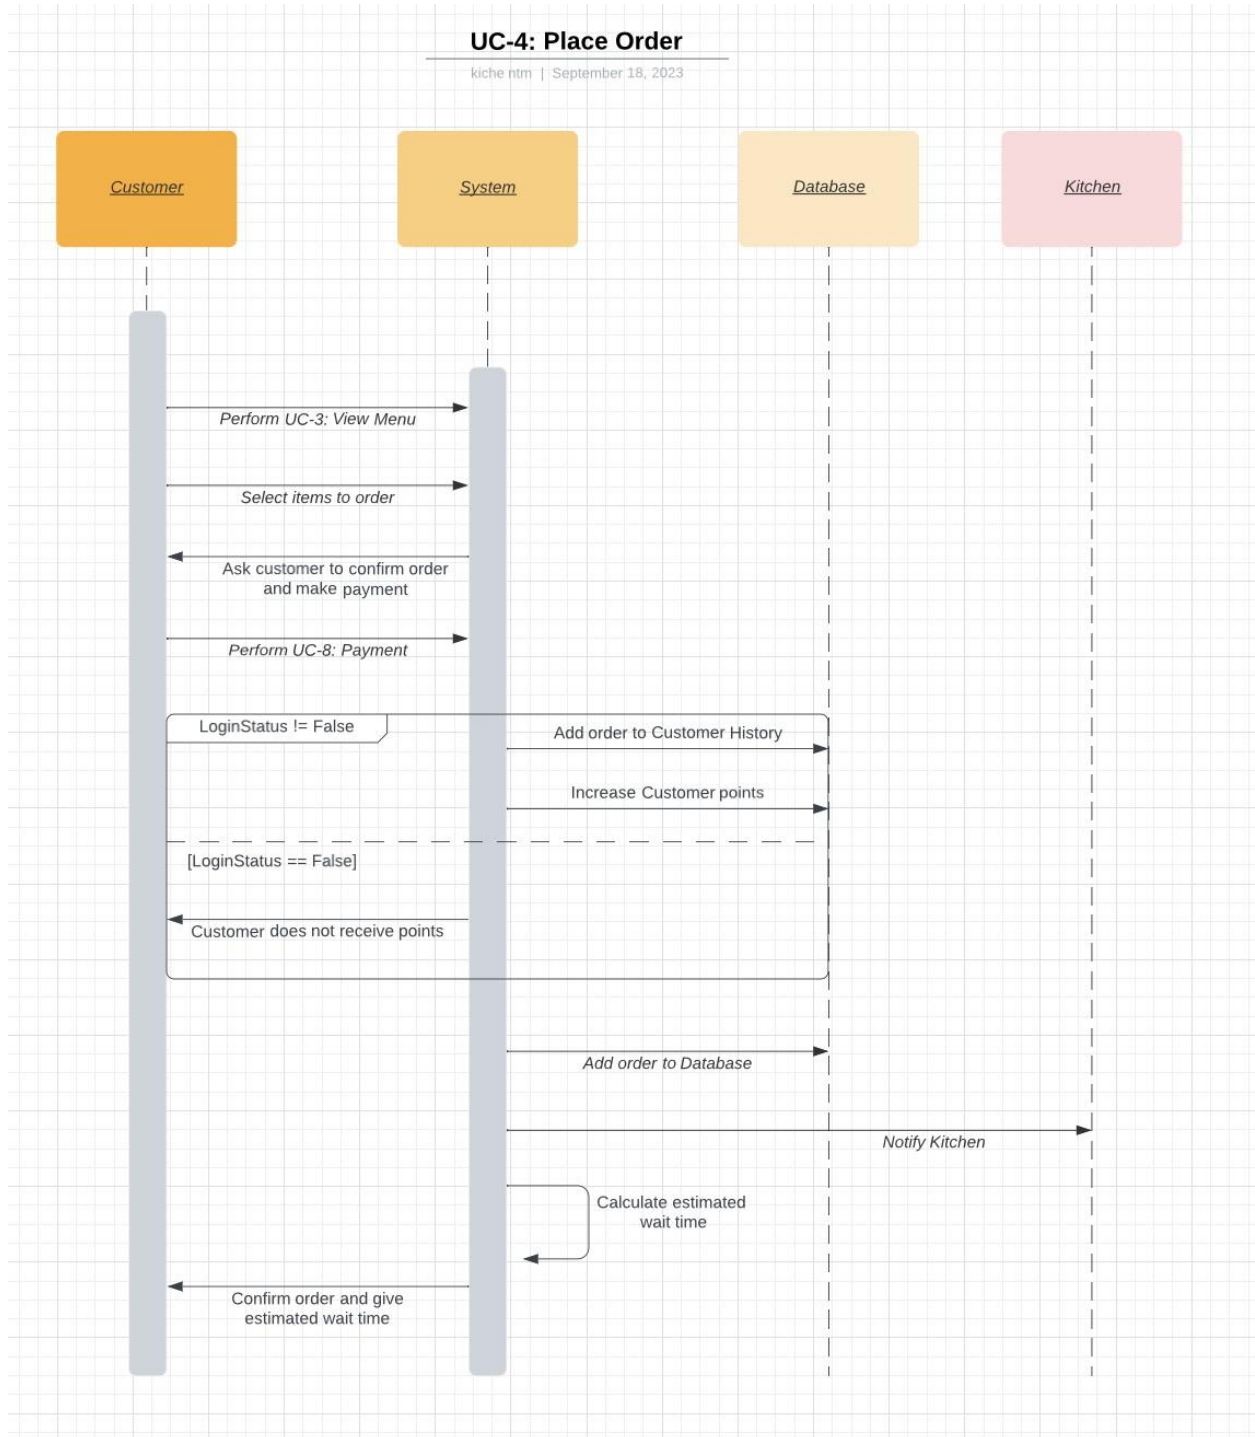 UC-4: Place Order
kiche ntm | September 18, 2023
Customer
System
Database
Kitchen
Perform UC-3: View Menu
Select items to order
Ask customer to confirm order
and make payment
Perform UC-8: Payment
LoginStatus != False
Add order to Customer History
Increase Customer points
[LoginStatus == False]
Customer does not receive points
Add order to Database
Notify Kitchen
Calculate estimated
wait time
Confirm order and give
estimated wait time